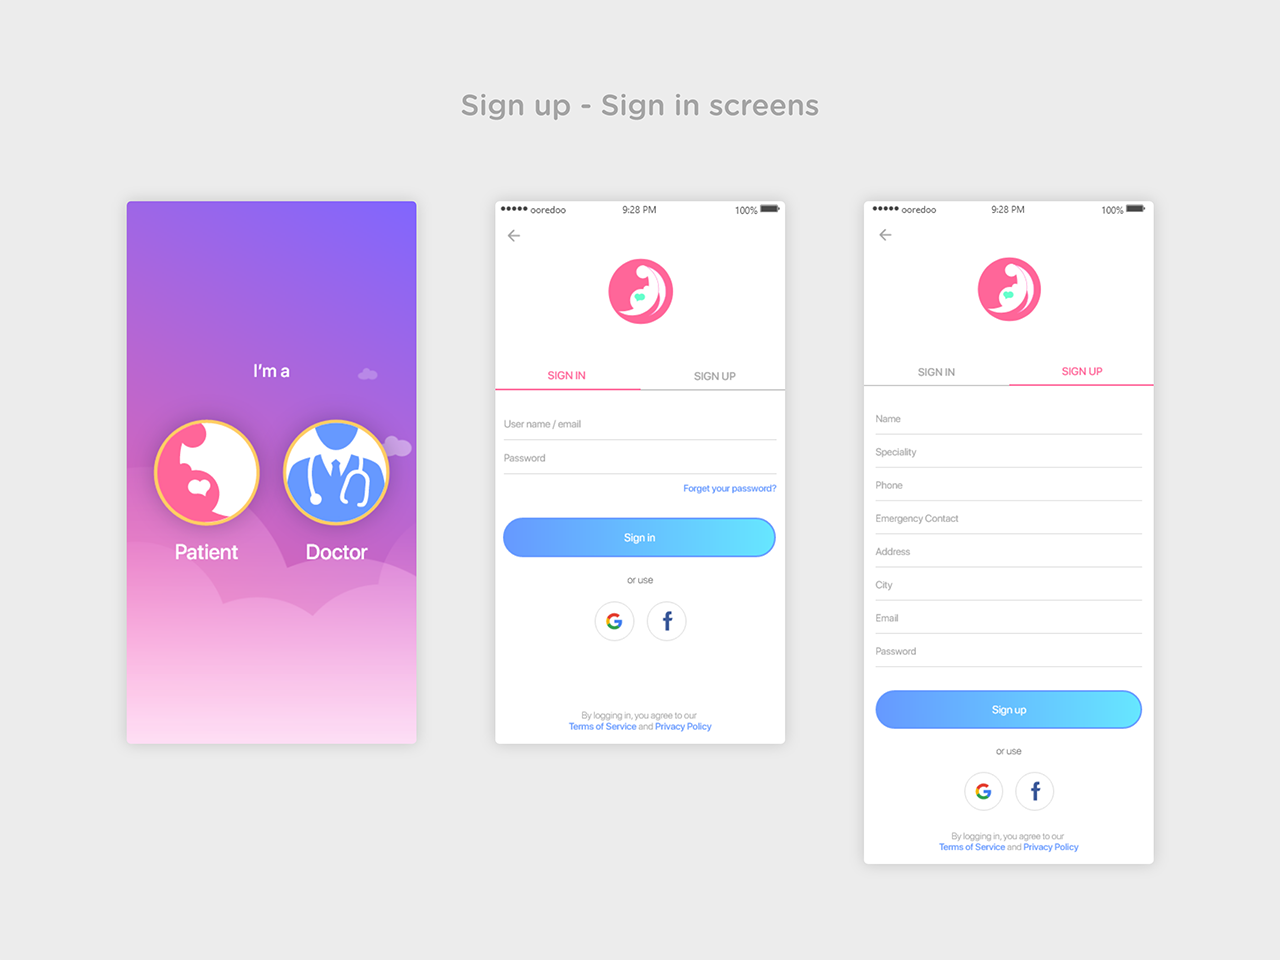 Sign up - Sign in screens
I'm a
Patient
Doctor
ooredoo 9:28 PM 100%
SIGN IN SIGN UP
User name / email
Password
Forget your password?
Sign in
or use
G f
By logging in, you agree to our
Terms of Service and Privacy Policy
ooredoo 9:28 PM 100%
SIGN IN SIGN UP
Name
Speciality
Phone
Emergency Contact
Address
City
Email
Password
Sign up
or use
G f
By logging in, you agree to our
Terms of Service and Privacy Policy